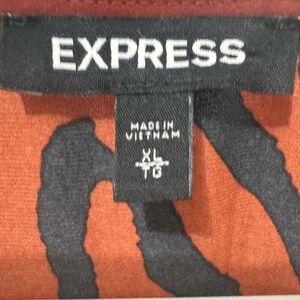 EXPRESS
MADE IN
VIETNAM
XL
TG